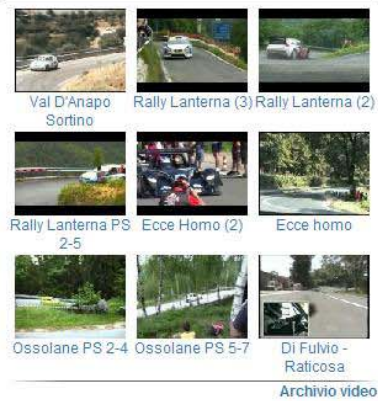 Val D'Anapo Sortino
Rally Lanterna (3)
Rally Lanterna (2)
Rally Lanterna PS 2-5
Ecce Homo (2)
Ecce homo
Ossolane PS 2-4
Ossolane PS 5-7
Di Fulvio - Raticosa
Archivio video